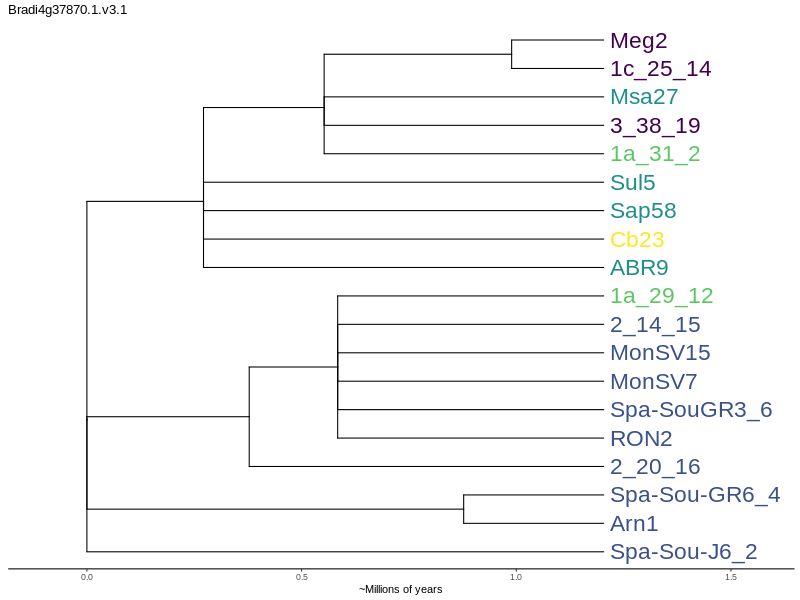 Bradi4g37870.1.v3.1
Meg2
1c_25_14
Msa27
3_38_19
1a_31_2
Sul5
Sap58
Cb23
ABR9
1a_29_12
2_14_15
MonSV15
MonSV7
Spa-SouGR3_6
RON2
2_20_16
Spa-Sou-GR6_4
Arn1
Spa-Sou-J6_2
0.0 0.5 1.0 1.5
~Millions of years